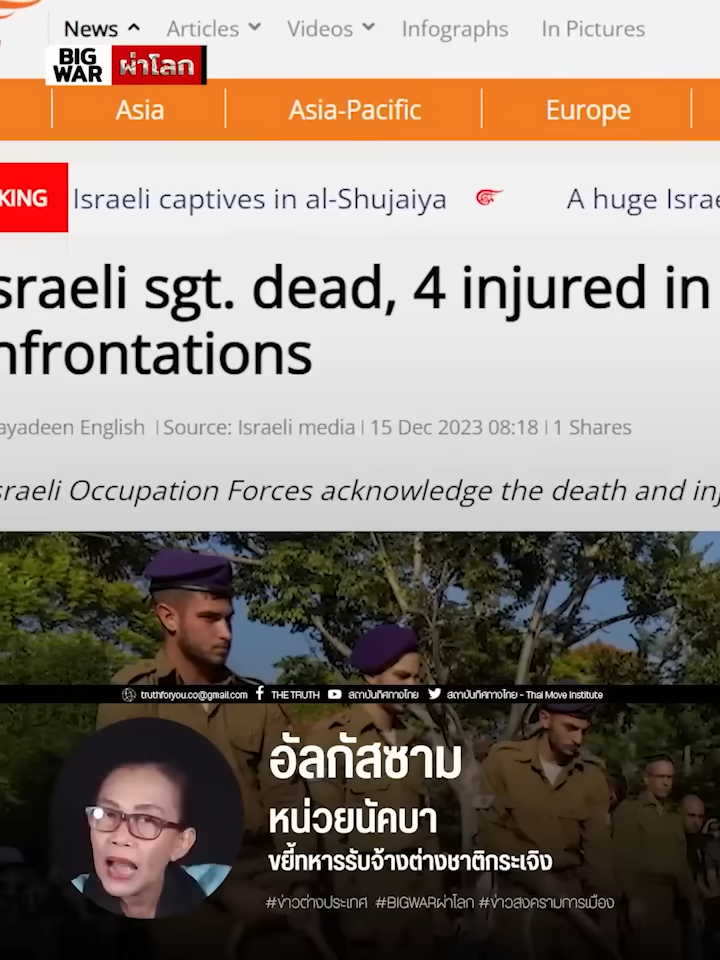 News Articles Videos Infographs In Pictures
BIG WAR ผ่าโลก
Asia Asia-Pacific Europe
KING Israeli captives in al-Shujaiya A huge Israe
sraeli sgt. dead, 4 injured in
nfrontations
ayadeen English | Source: Israeli media | 15 Dec 2023 08:18 | 1 Shares
sraeli Occupation Forces acknowledge the death and inj
truthforyou.co@gmail.com THE TRUTH สถาบันทิศทางไทย สถาบันทิศทางไทย - Thai Move Institute
อัลกัสซาม
หน่วยนัคบา
ขยี้ทหารรับจ้างต่างชาติกระเจิง
#ข่าวต่างประเทศ #BIGWARผ่าโลก #ข่าวสงครามการเมือง